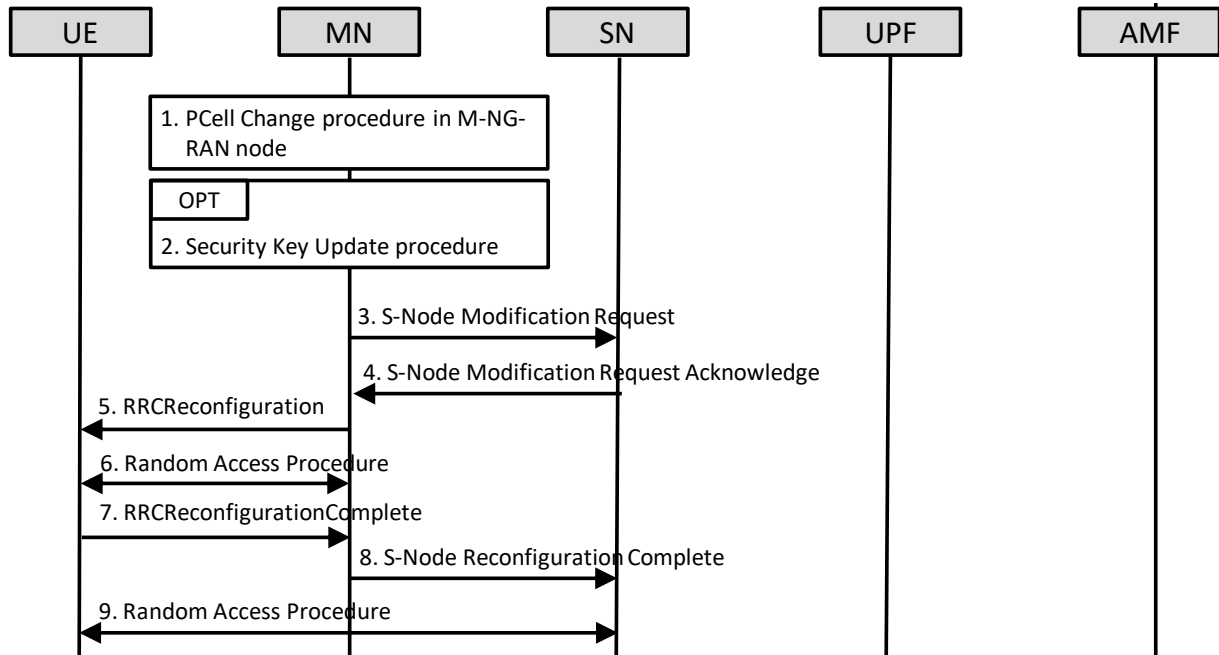 UE
MN
SN
UPF
AMF
1. PCell Change procedure in M-NG-
RAN node
OPT
2. Security Key Update procedure
3. S-Node Modification Request
4. S-Node Modification Request Acknowledge
5. RRCReconfiguration
6. Random Access Procedure
7. RRCReconfigurationComplete
8. S-Node Reconfiguration Complete
9. Random Access Procedure